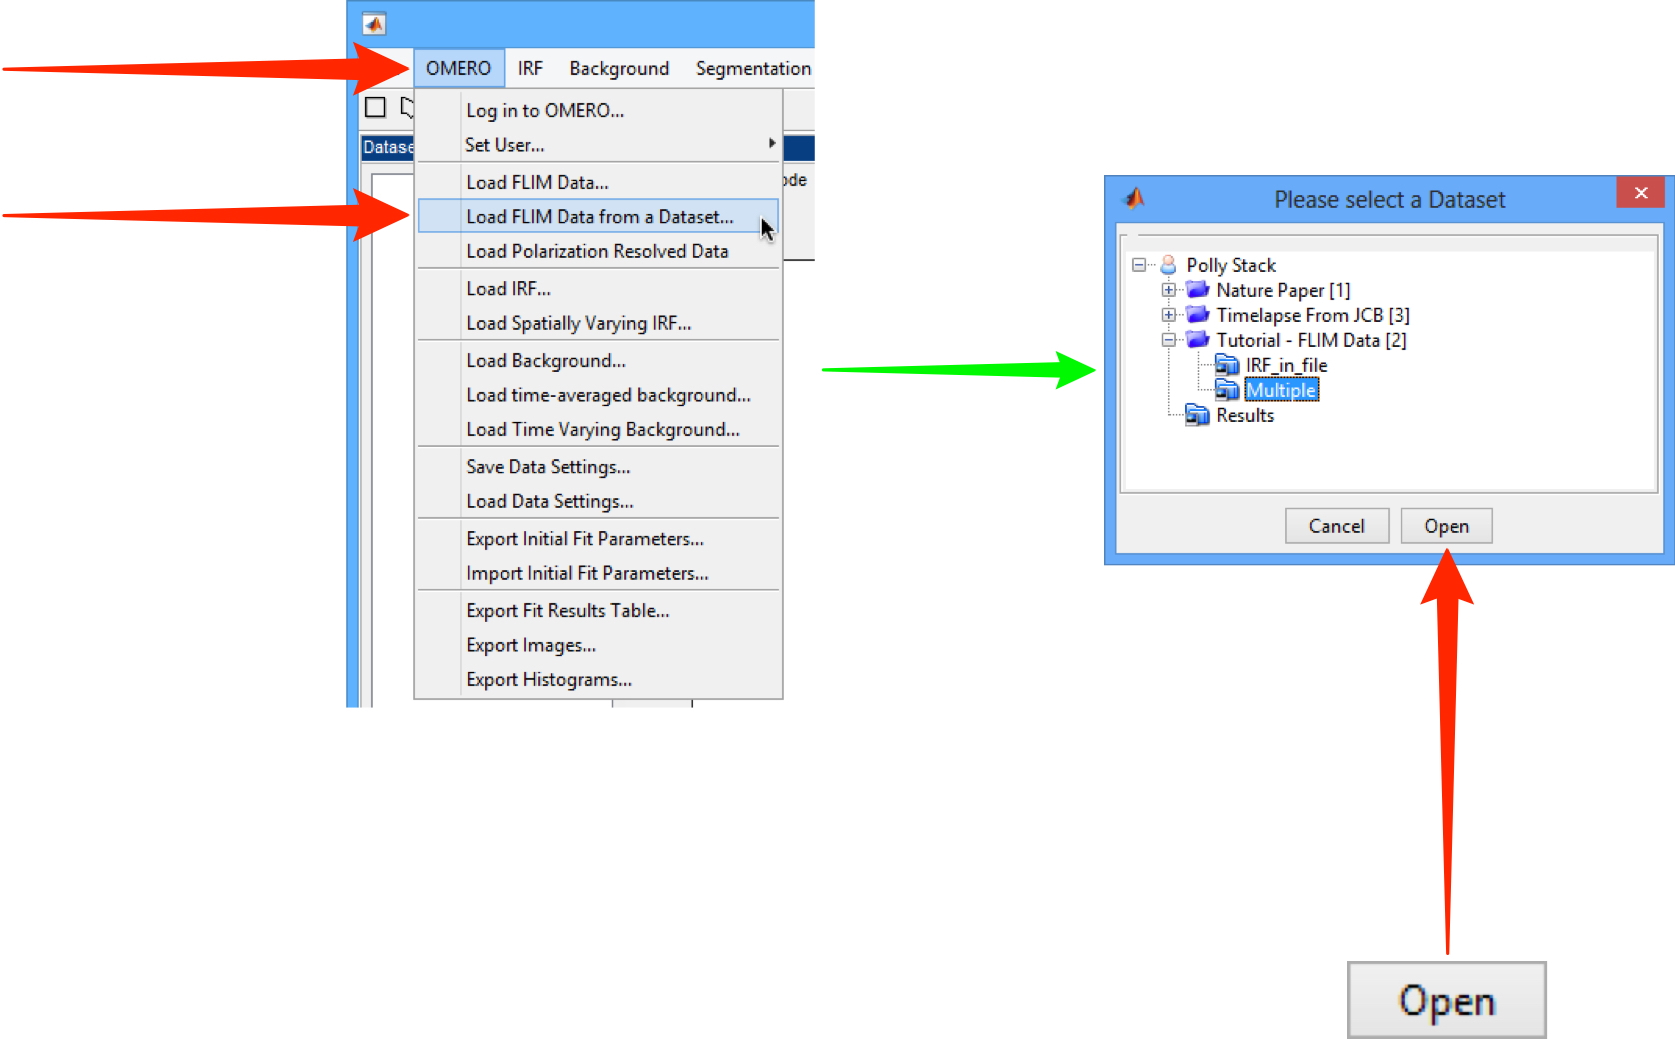 OMERO IRF Background Segmentation
Log in to OMERO...
Datase
Set User...
Load FLIM Data...
ode
Load FLIM Data from a Dataset...
Load Polarization Resolved Data
Load IRF...
Load Spatially Varying IRF...
Load Background...
Load time-averaged background...
Load Time Varying Background...
Save Data Settings...
Load Data Settings...
Export Initial Fit Parameters...
Import Initial Fit Parameters...
Export Fit Results Table...
Export Images...
Export Histograms...
Please select a Dataset
Polly Stack
Nature Paper [1]
Timelapse From JCB [3]
Tutorial - FLIM Data [2]
IRF_in_file
Multiple
Results
Cancel Open
Open